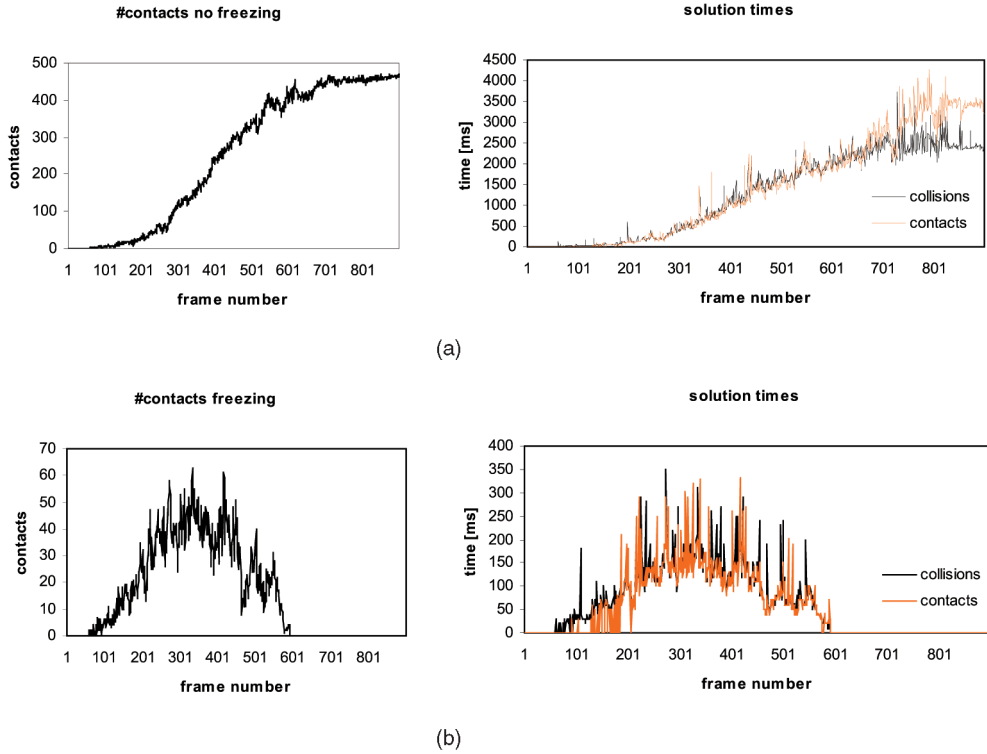 #contacts no freezing
500
400
300
200
100
0
contacts
1 101 201 301 401 501 601 701 801
frame number
solution times
4500
4000
3500
3000
2500
2000
1500
1000
500
0
time [ms]
collisions
contacts
1 101 201 301 401 501 601 701 801
frame number
(a)
#contacts freezing
70
60
50
40
30
20
10
0
contacts
1 101 201 301 401 501 601 701 801
frame number
solution times
400
350
300
250
200
150
100
50
0
time [ms]
collisions
contacts
1 101 201 301 401 501 601 701 801
frame number
(b)